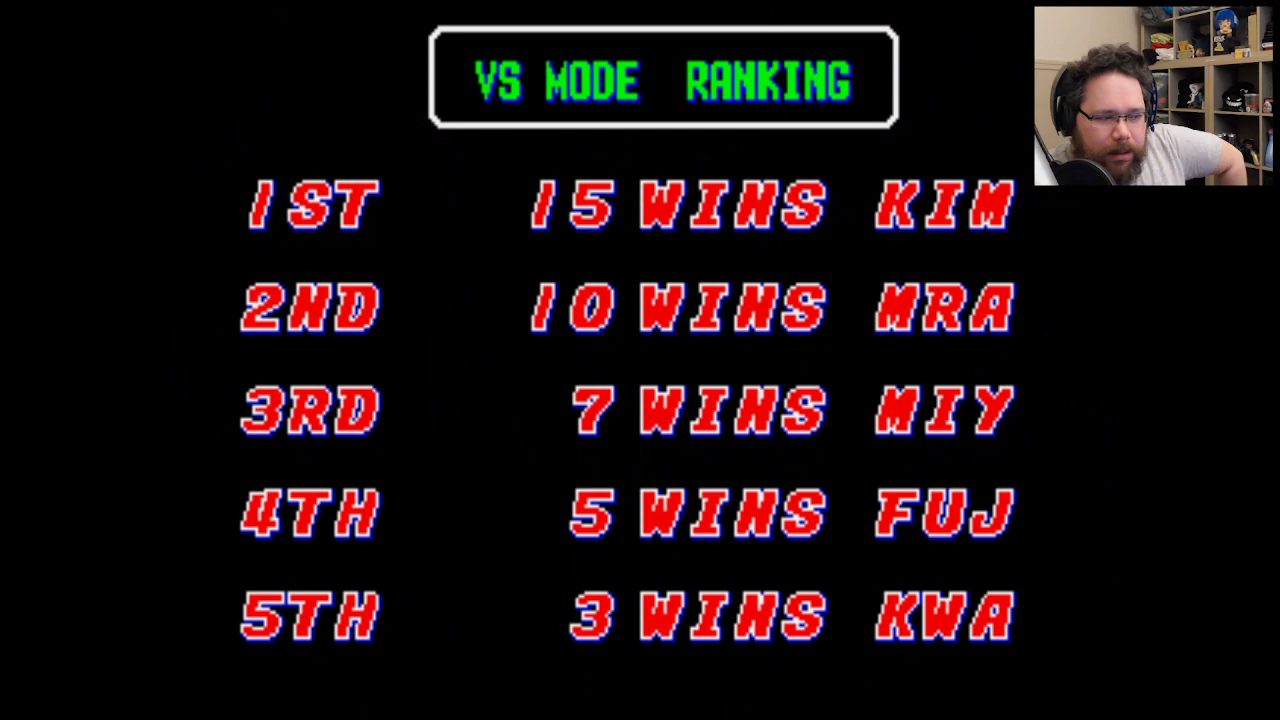 VS MODE RANKING
1ST 15 WINS KIM
2ND 10 WINS MRA
3RD 7 WINS MIY
4TH 5 WINS FUJ
5TH 3 WINS KWA